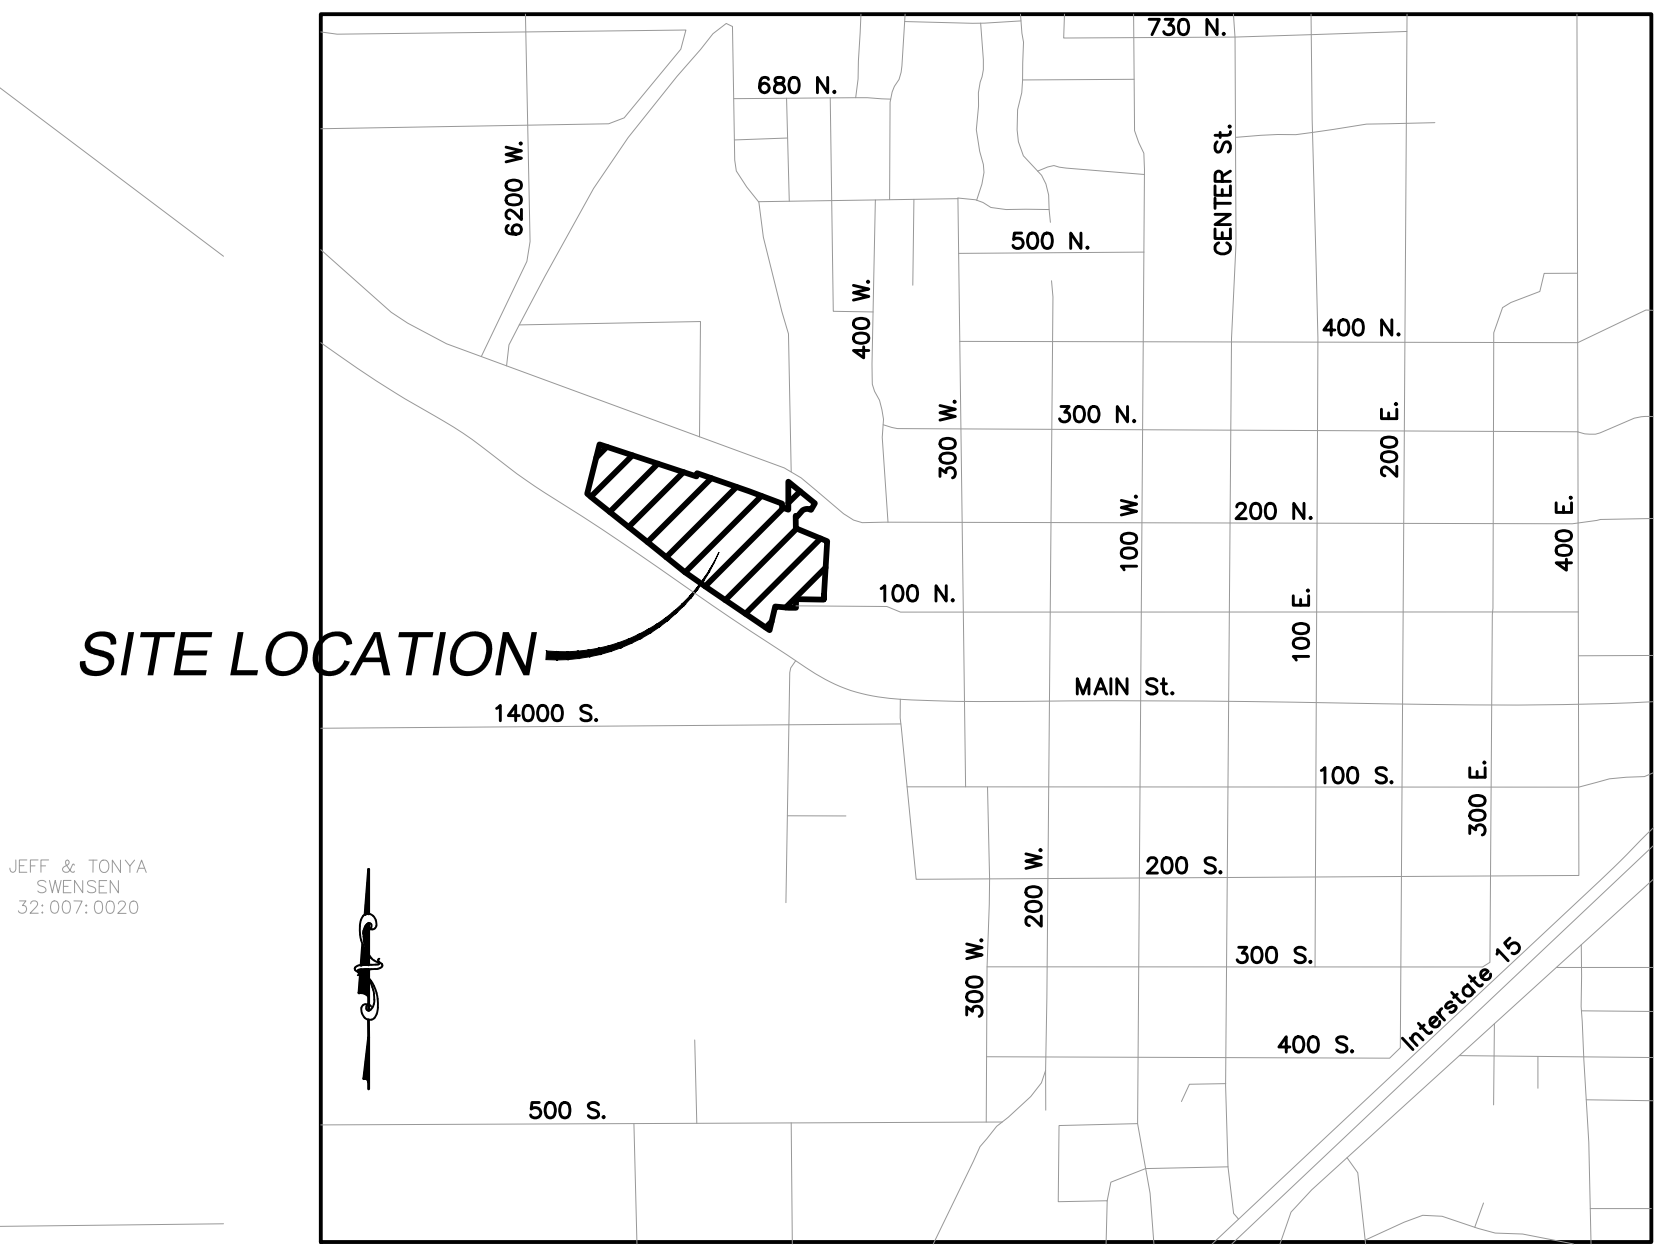 730 N.
680 N.
6200 W.
CENTER St.
500 N.
400 W.
400 N.
300 W.
300 N.
200 E.
100 W.
200 N.
400 E.
100 N.
100 E.
SITE LOCATION
MAIN St.
14000 S.
100 S.
300 E.
JEFF & TONYA
SWENSEN
32:007:0020
200 W.
200 S.
300 W.
300 S.
Interstate 15
400 S.
500 S.